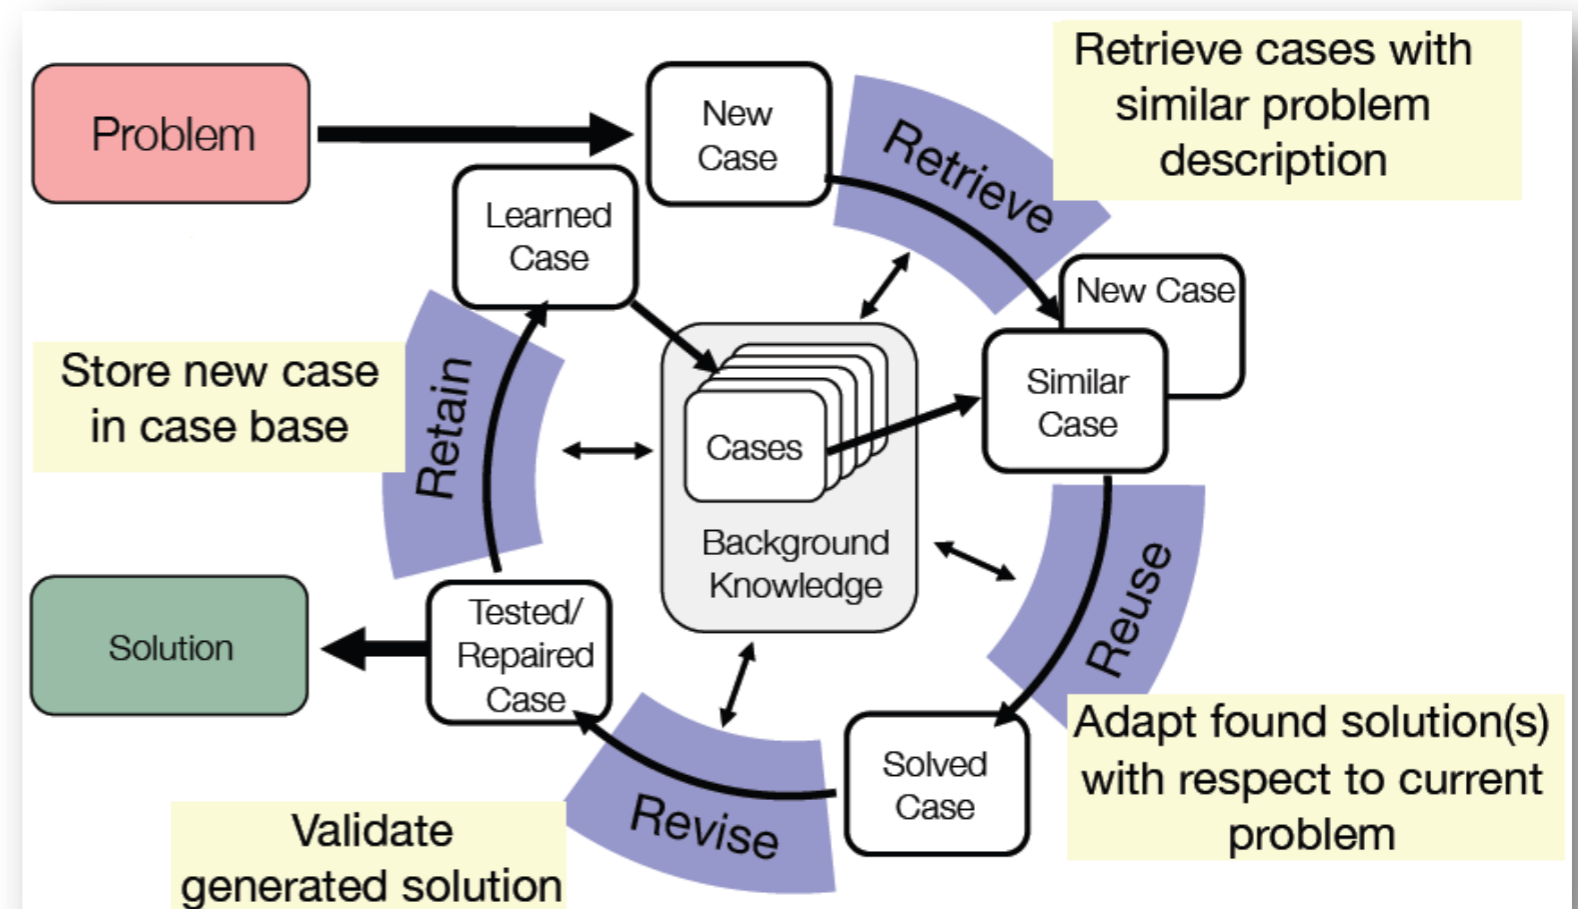 Problem
New
Case
Retrieve
Retrieve cases with
similar problem
description
Learned
Case
New Case
Similar
Case
Store new case
in case base
Retain
Cases
Background
Knowledge
Reuse
Tested/
Repaired
Case
Solution
Adapt found solution(s)
with respect to current
problem
Solved
Case
Revise
Validate
generated solution